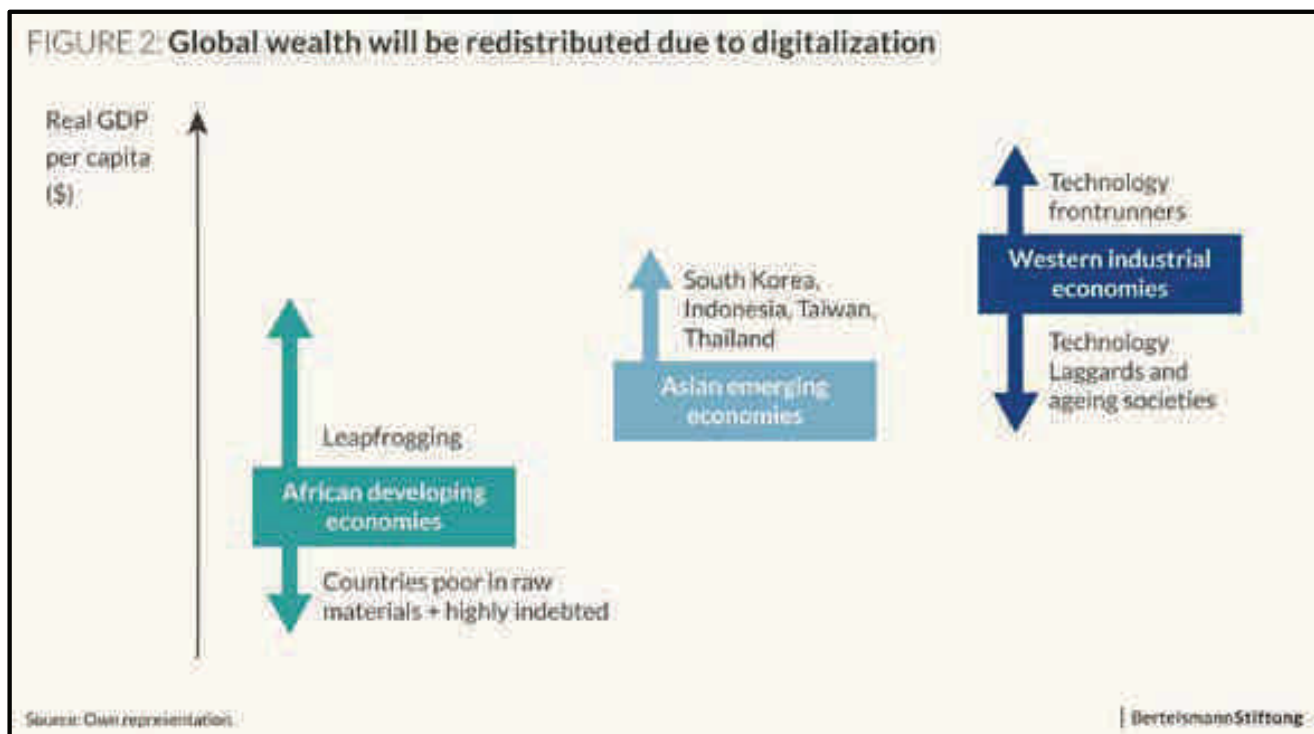 FIGURE 2: Global wealth will be redistributed due to digitalization
Real GDP
per capita
($)
Technology
frontrunners
Western industrial
economies
Technology
Laggards and
ageing societies
South Korea,
Indonesia, Taiwan,
Thailand
Asian emerging
economies
Leapfrogging
African developing
economies
Countries poor in raw
materials + highly indebted
Source: Own representation.
BertelsmannStiftung